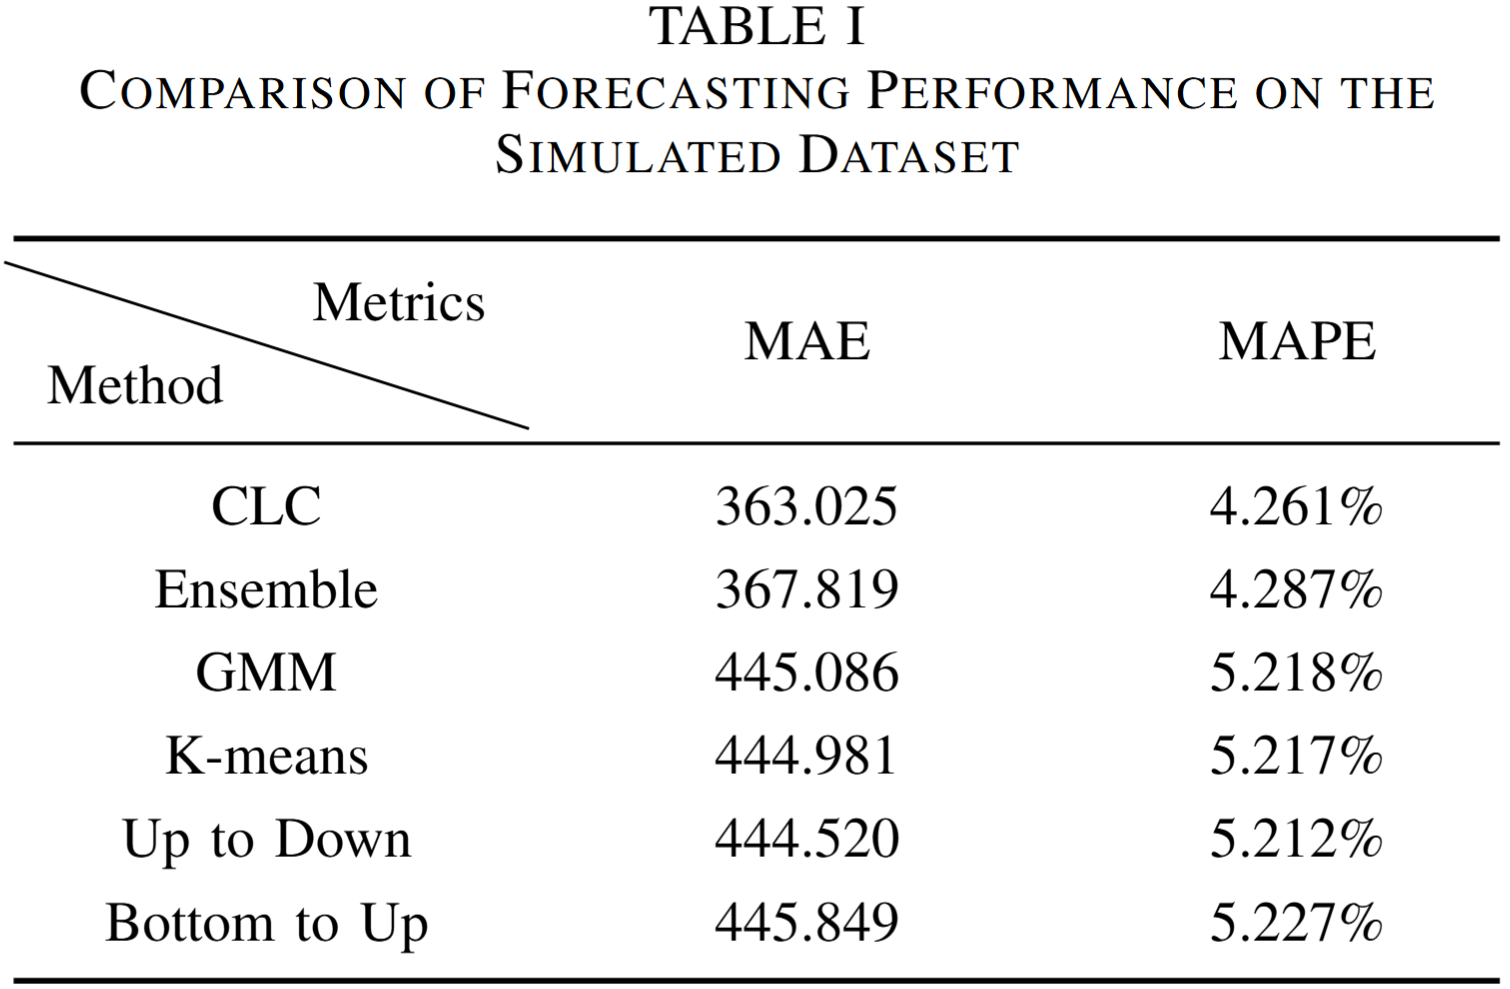 TABLE I
COMPARISON OF FORECASTING PERFORMANCE ON THE
SIMULATED DATASET
Metrics
Method
MAE MAPE
CLC 363.025 4.261%
Ensemble 367.819 4.287%
GMM 445.086 5.218%
K-means 444.981 5.217%
Up to Down 444.520 5.212%
Bottom to Up 445.849 5.227%